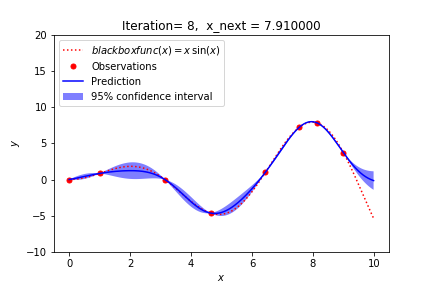 Iteration= 8,  x_next = 7.910000
blackboxfunc(x) = x sin(x)
Observations
Prediction
95% confidence interval
20
15
10
5
0
−5
−10
y
0 2 4 6 8 10
x